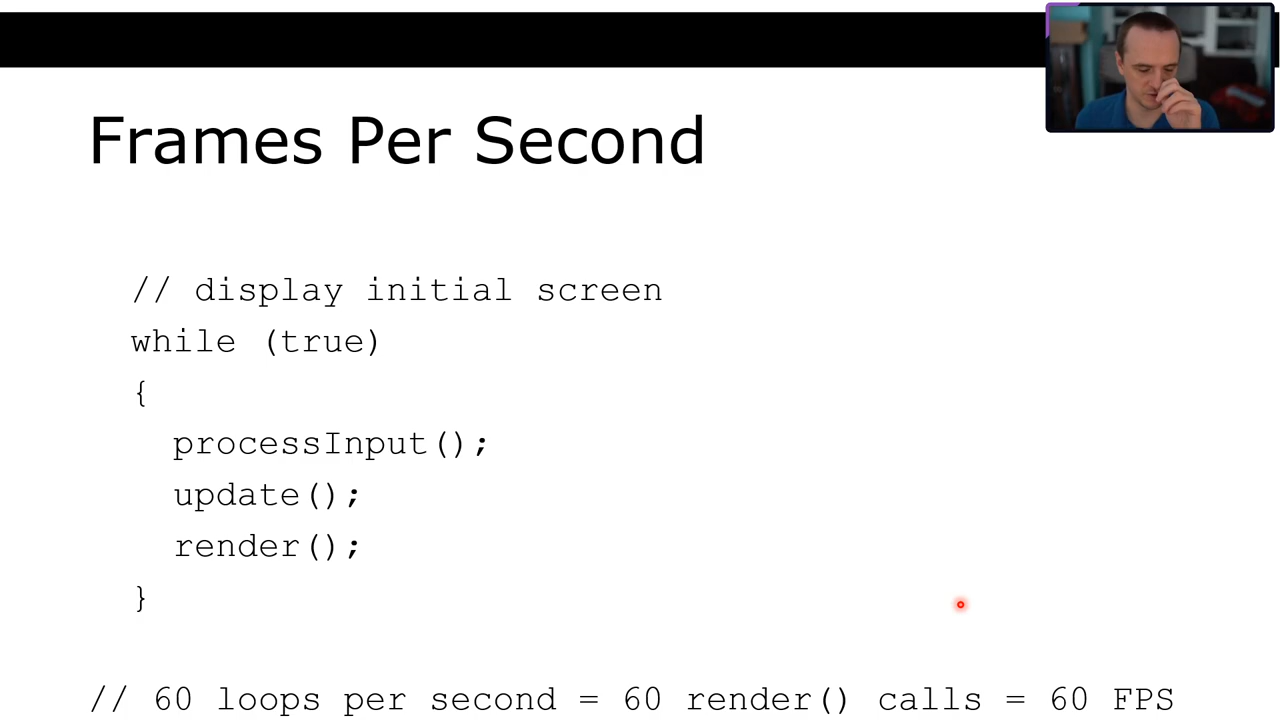 Frames Per Second
// display initial screen
while (true)
{
processInput();
update();
render();
}
// 60 loops per second = 60 render() calls = 60 FPS